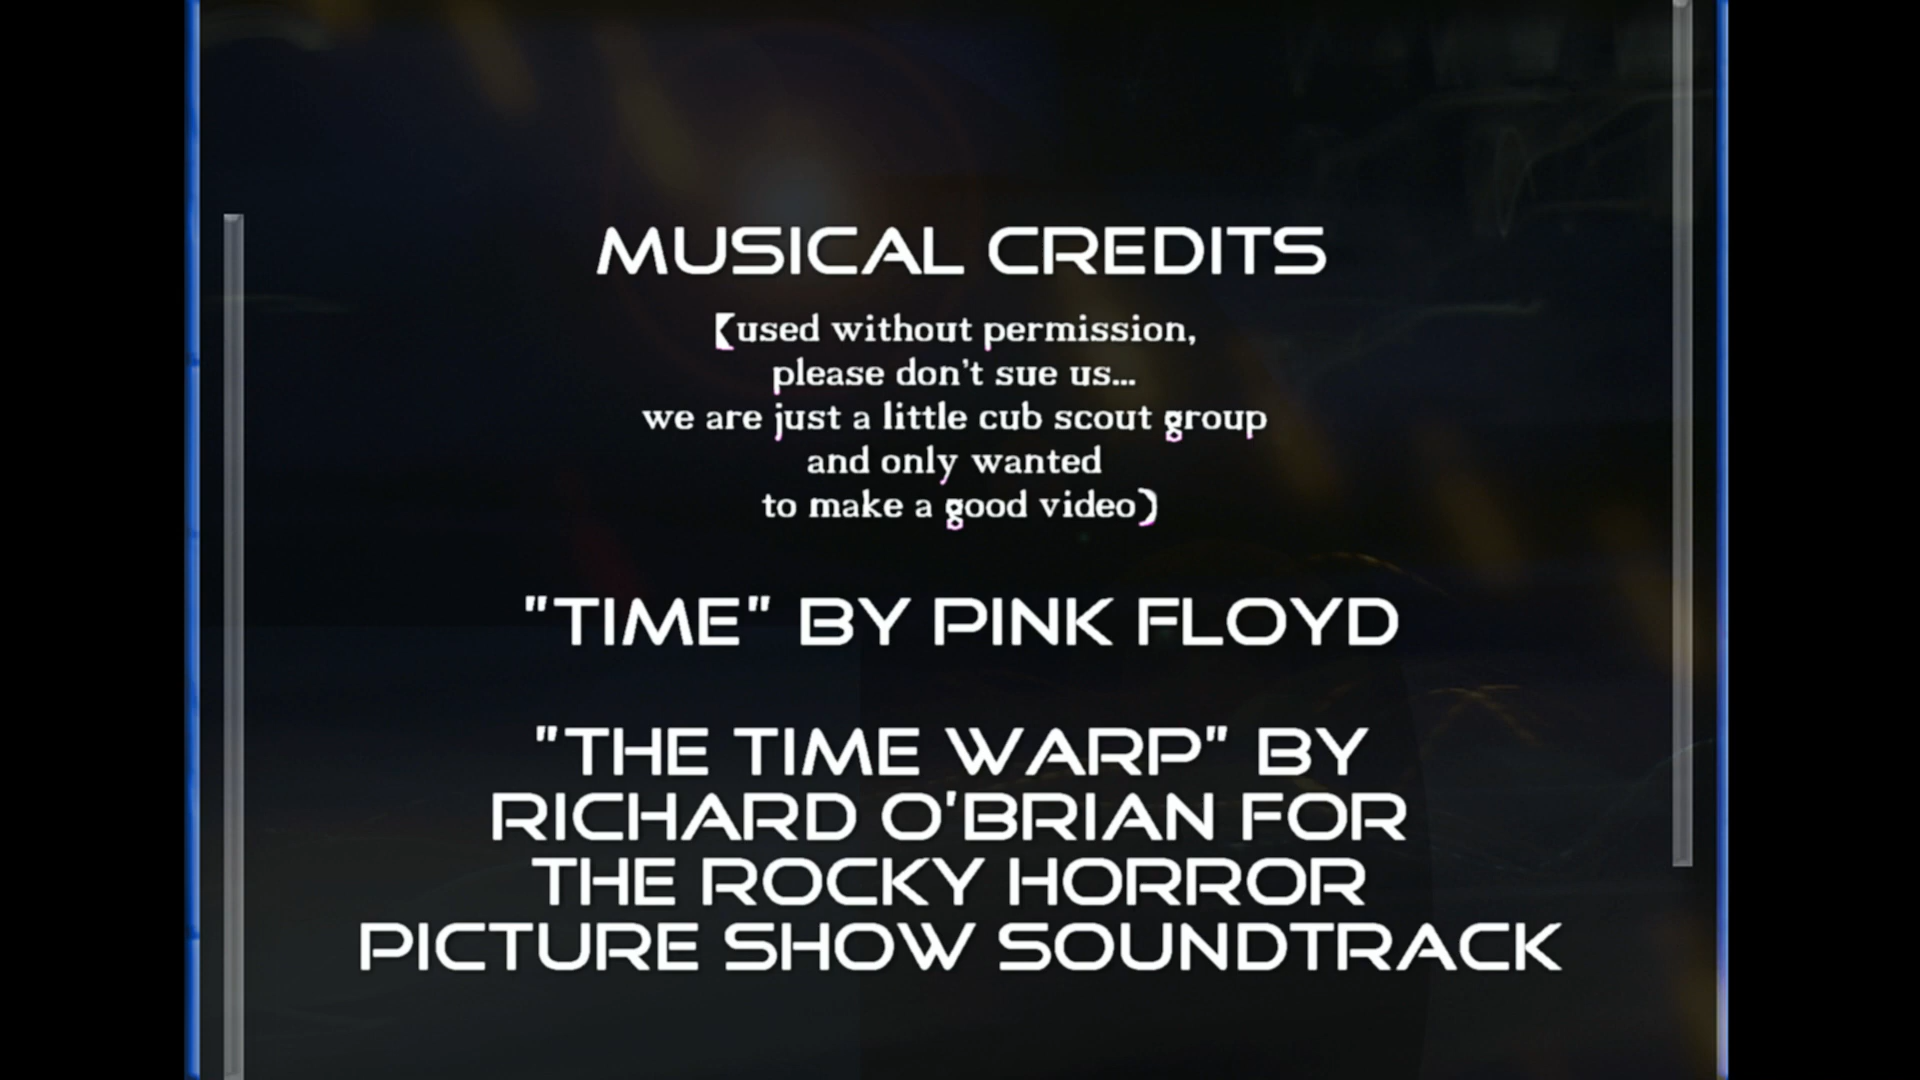 MUSICAL CREDITS
(used without permission,
please don't sue us...
we are just a little cub scout group
and only wanted
to make a good video)
"TIME" BY PINK FLOYD
"THE TIME WARP" BY
RICHARD O'BRIAN FOR
THE ROCKY HORROR
PICTURE SHOW SOUNDTRACK